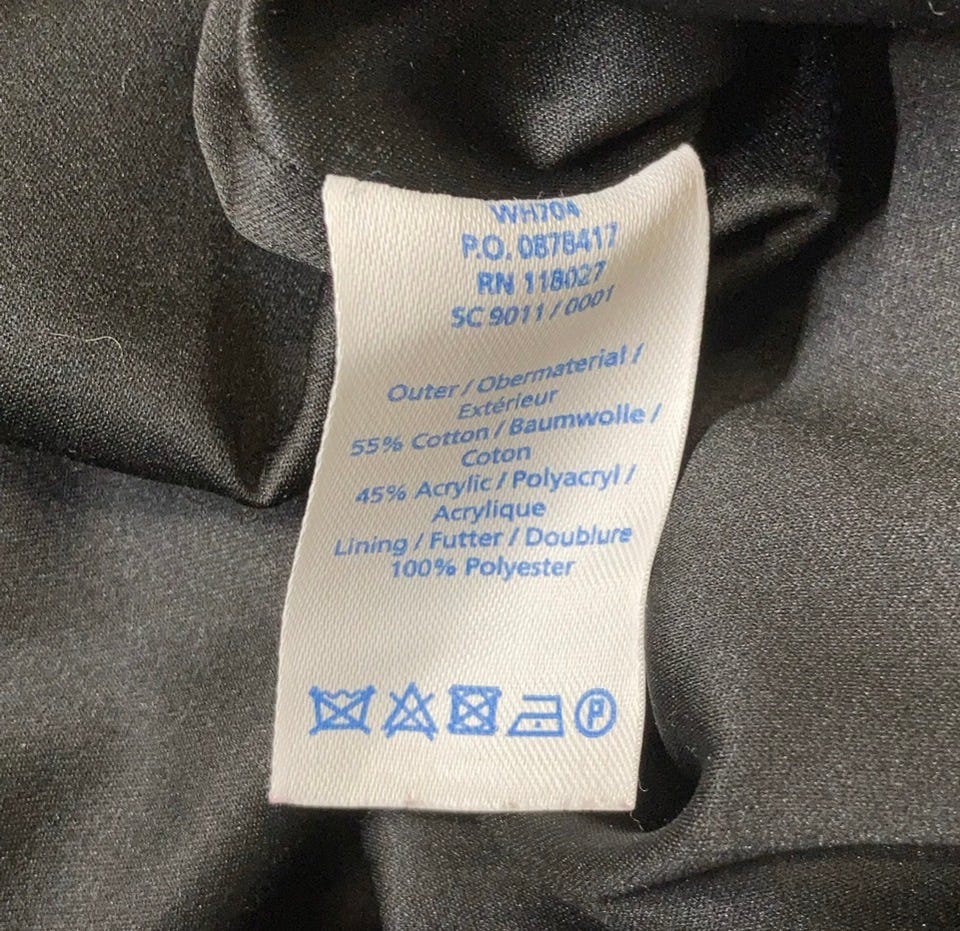 WH704
P.O. 0878417
RN 118027
SC 9011 / 0001
Outer / Obermaterial /
Extérieur
55% Cotton / Baumwolle /
Coton
45% Acrylic / Polyacryl /
Acrylique
Lining / Futter / Doublure
100% Polyester
P